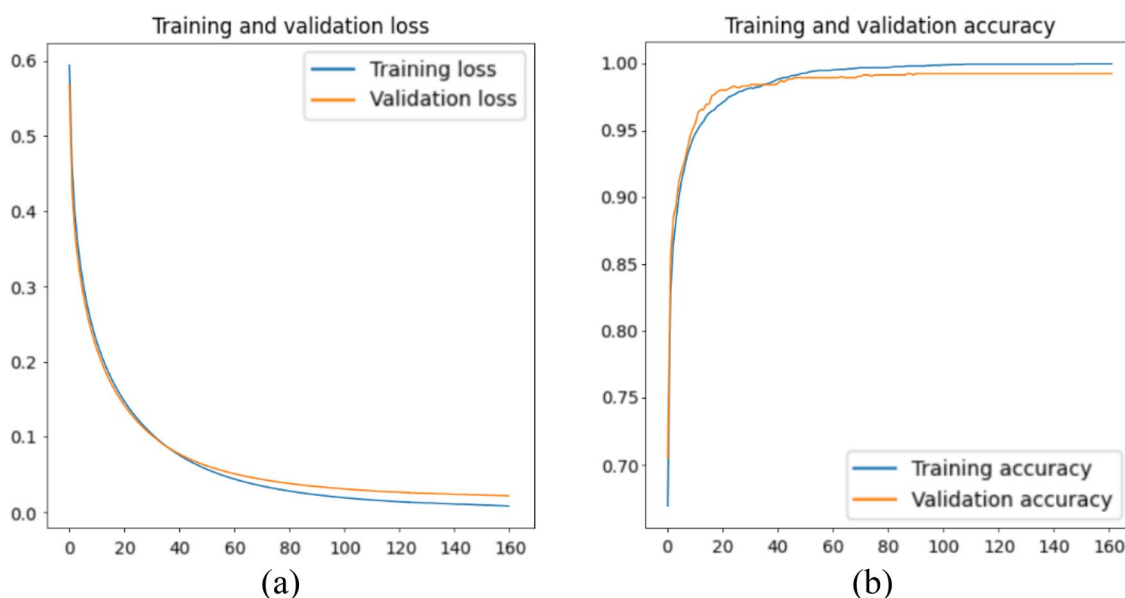 Training and validation loss
0.6
0.5
0.4
0.3
0.2
0.1
0.0
Training loss
Validation loss
0 20 40 60 80 100 120 140 160
(a)
Training and validation accuracy
1.00
0.95
0.90
0.85
0.80
0.75
0.70
Training accuracy
Validation accuracy
0 20 40 60 80 100 120 140 160
(b)